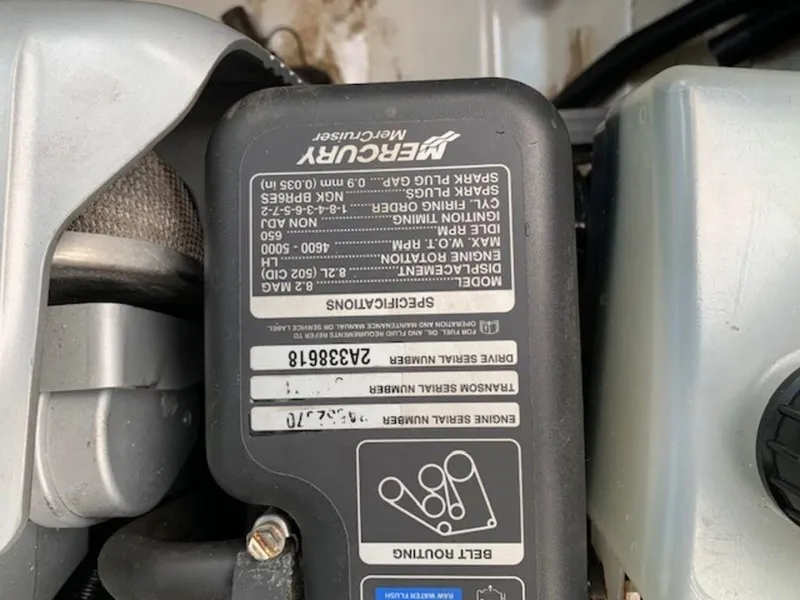 RAW WATER FLUSH
BELT ROUTING
ENGINE SERIAL NUMBER
TRANSOM SERIAL NUMBER
DRIVE SERIAL NUMBER 2A338618
FOR FUEL, OIL, AND FLUID REQUIREMENTS REFER TO
OPERATION AND MAINTENANCE MANUAL OR SERVICE LABEL
SPECIFICATIONS
MODEL........................8.2 MAG
DISPLACEMENT.........8.2L (502 CID)
ENGINE ROTATION...............LH
MAX. W.O.T. RPM.......4600 - 5000
IDLE RPM........................650
IGNITION TIMING.............NON ADJ
CYL. FIRING ORDER....1-8-4-3-6-5-7-2
SPARK PLUGS..........NGK BPR6ES
SPARK PLUG GAP....0.9 mm (0.035 in)
MERCURY
MerCruiser